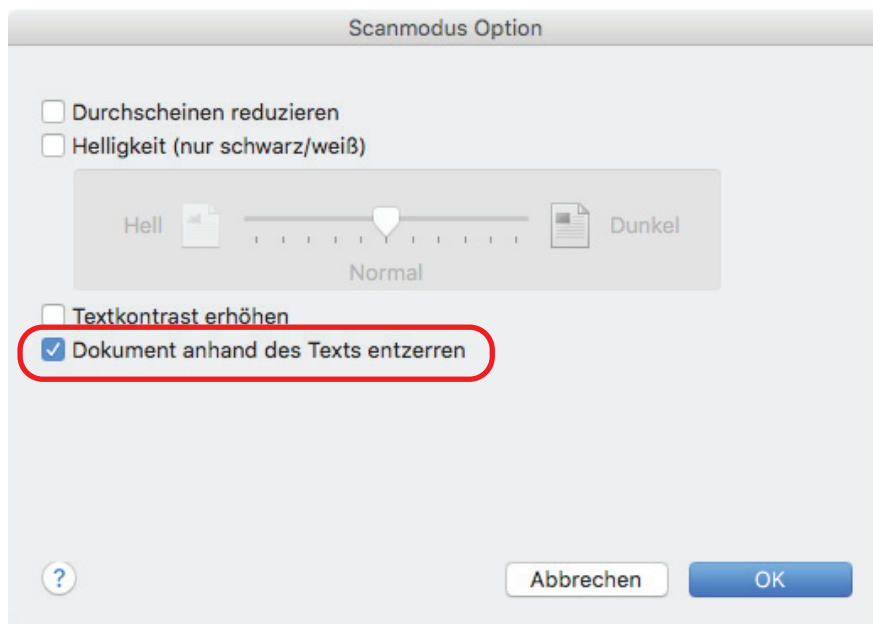 Scanmodus Option
Durchscheinen reduzieren
Helligkeit (nur schwarz/weiß)
Hell Dunkel
Normal
Textkontrast erhöhen
Dokument anhand des Texts entzerren
? Abbrechen OK